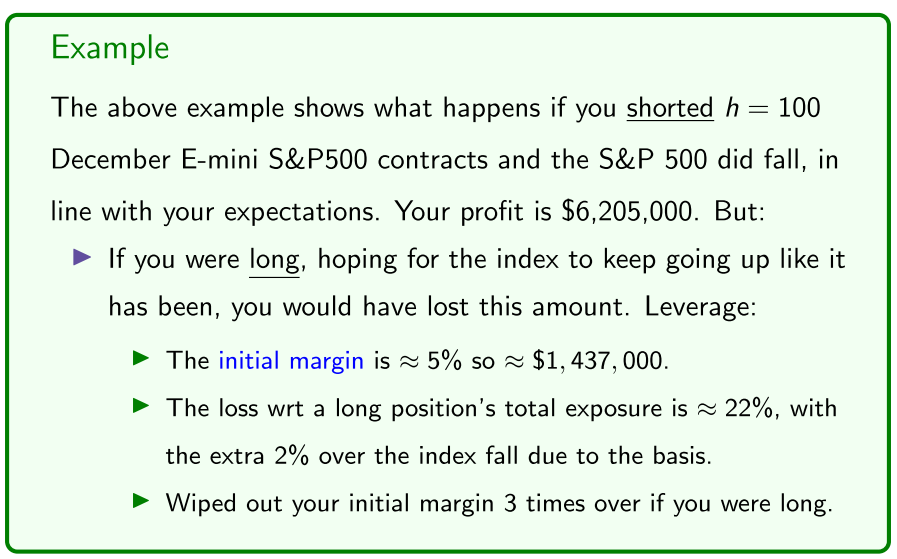 Example
The above example shows what happens if you shorted h = 100
December E-mini S&P500 contracts and the S&P 500 did fall, in
line with your expectations. Your profit is $6,205,000. But:
▶ If you were long, hoping for the index to keep going up like it
has been, you would have lost this amount. Leverage:
▶ The initial margin is ≈ 5% so ≈ $1, 437, 000.
▶ The loss wrt a long position's total exposure is ≈ 22%, with
the extra 2% over the index fall due to the basis.
▶ Wiped out your initial margin 3 times over if you were long.